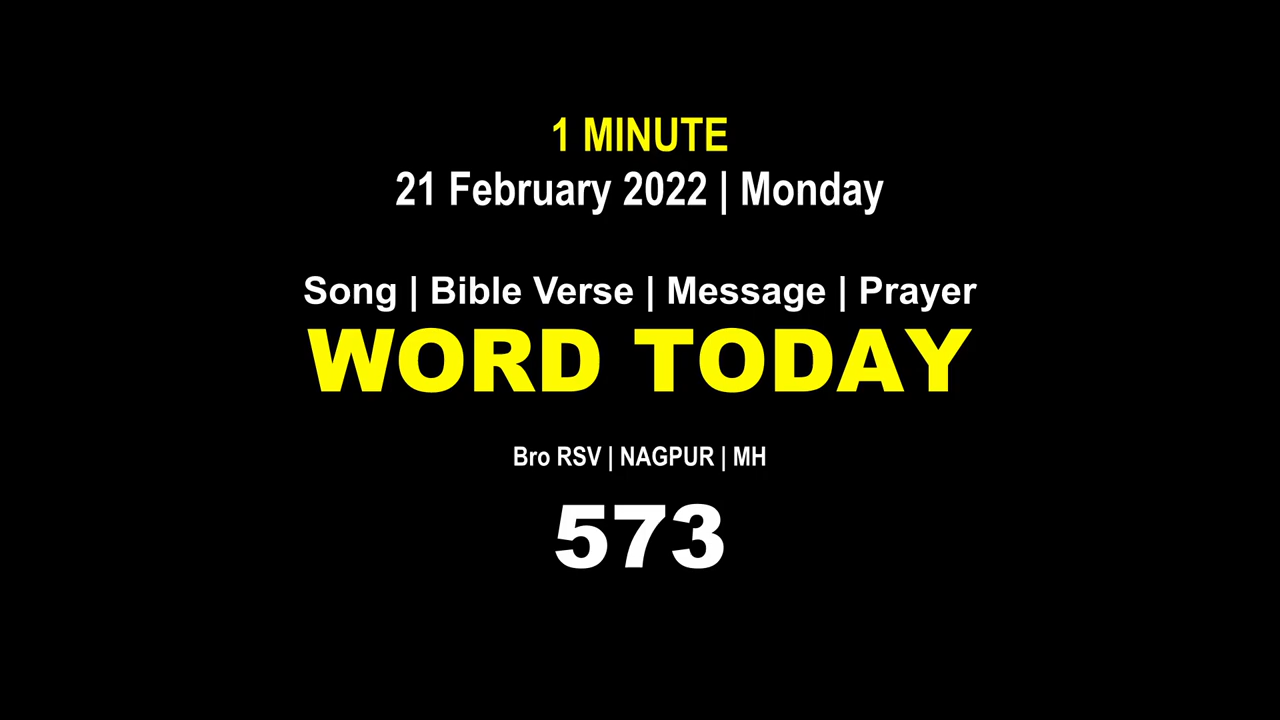 1 MINUTE
21 February 2022 | Monday
Song | Bible Verse | Message | Prayer
WORD TODAY
Bro RSV | NAGPUR | MH
573